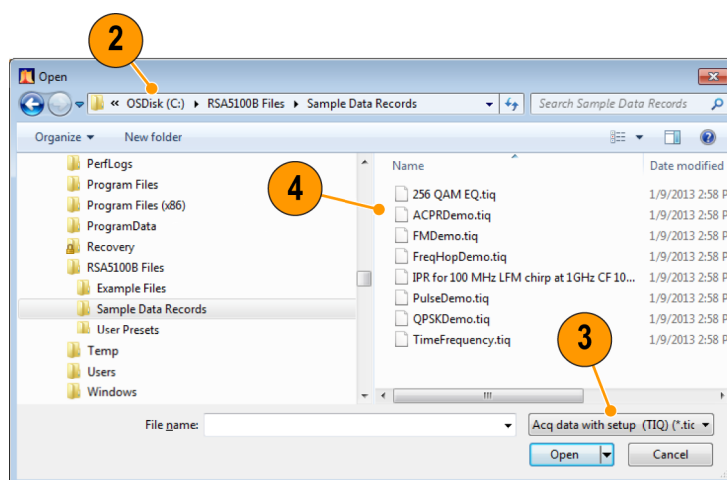 2
Open
« OSDisk (C:) ▸ RSA5100B Files ▸ Sample Data Records
Search Sample Data Records
Organize
New folder
PerfLogs
Program Files
Program Files (x86)
ProgramData
Recovery
RSA5100B Files
Example Files
Sample Data Records
User Presets
Temp
Users
Windows
4
Name
Date modified
256 QAM EQ.tiq
1/9/2013 2:58 P
ACPRDemo.tiq
1/9/2013 2:58 P
FMDemo.tiq
1/9/2013 2:58 P
FreqHopDemo.tiq
1/9/2013 2:58 P
IPR for 100 MHz LFM chirp at 1GHz CF 10...
1/9/2013 2:58 P
PulseDemo.tiq
1/9/2013 2:58 P
QPSKDemo.tiq
1/9/2013 2:58 P
TimeFrequency.tiq
1/9/2013 2:58 P
3
File name:
Acq data with setup (TIQ) (*.tic
Open
Cancel